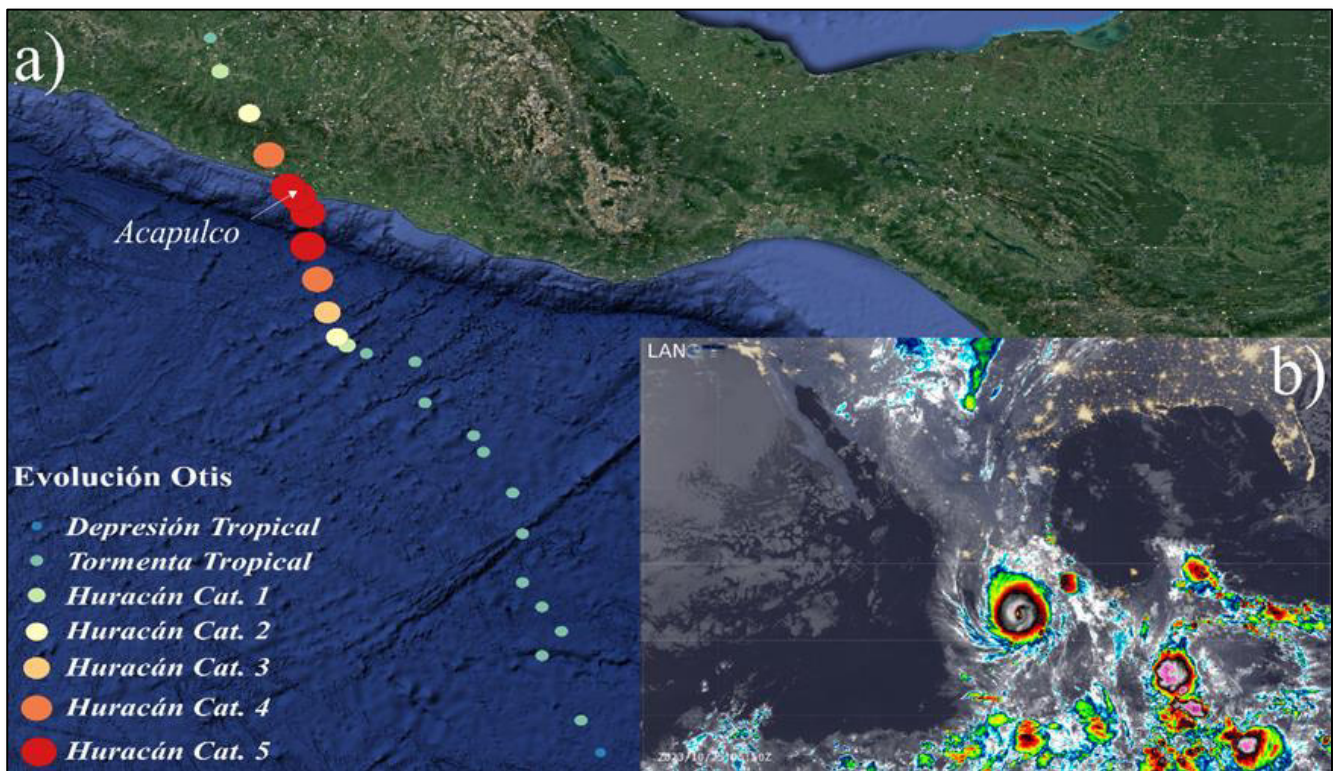 a)
Acapulco
Evolución Otis
Depresión Tropical
Tormenta Tropical
Huracán Cat. 1
Huracán Cat. 2
Huracán Cat. 3
Huracán Cat. 4
Huracán Cat. 5
b)